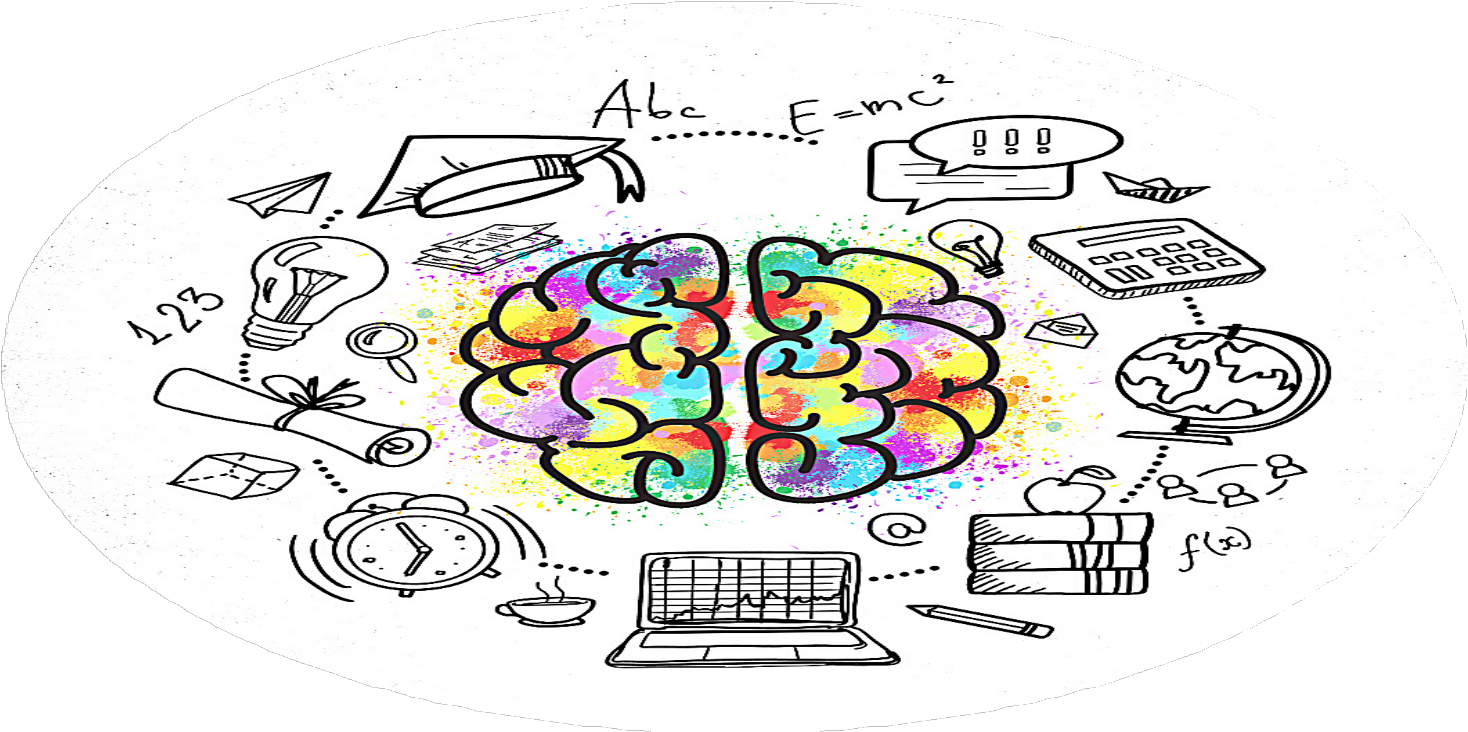 Abc
E=mc²
! ! !
123
@
f(x)